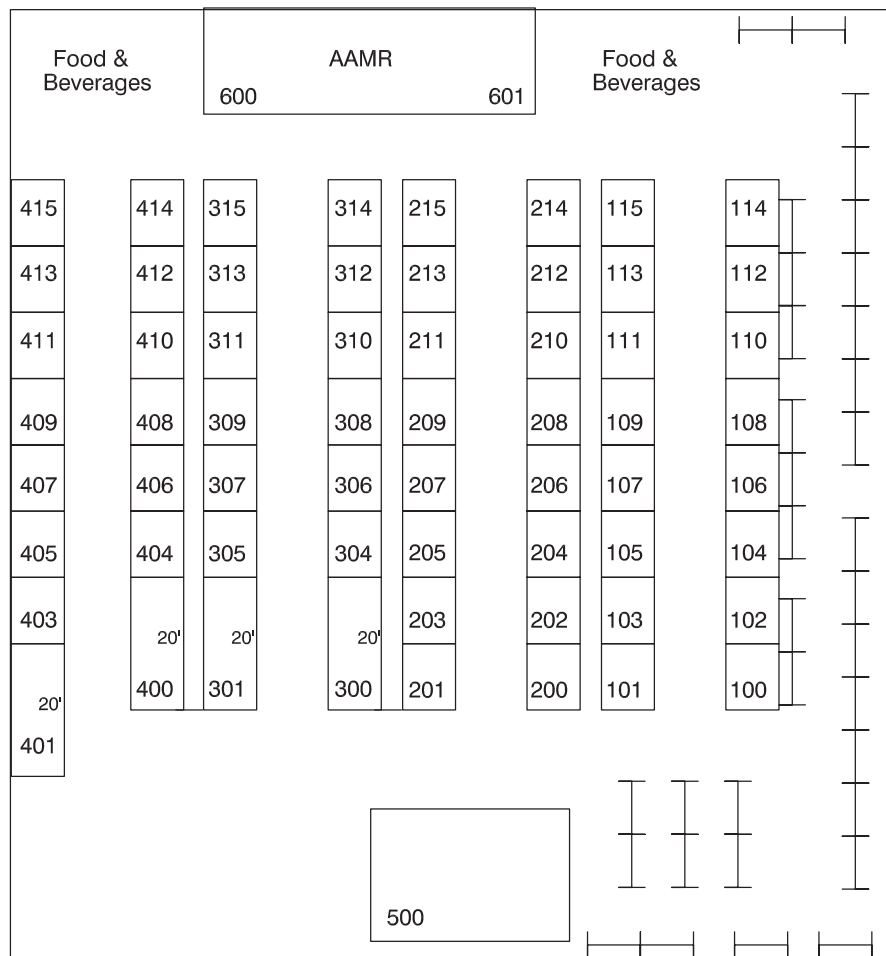 Food &
Beverages
AAMR
600 601
Food &
Beverages
415 414 315 314 215 214 115 114
413 412 313 312 213 212 113 112
411 410 311 310 211 210 111 110
409 408 309 308 209 208 109 108
407 406 307 306 207 206 107 106
405 404 305 304 205 204 105 104
403 20' 20' 20' 203 202 103 102
400 301 300 201 200 101 100
20'
401
500